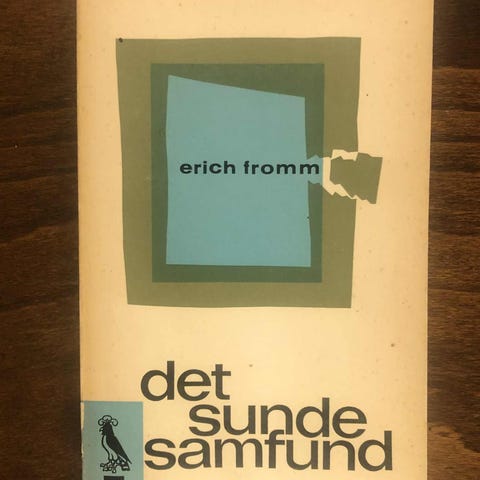 erich fromm
det
sunde
samfund